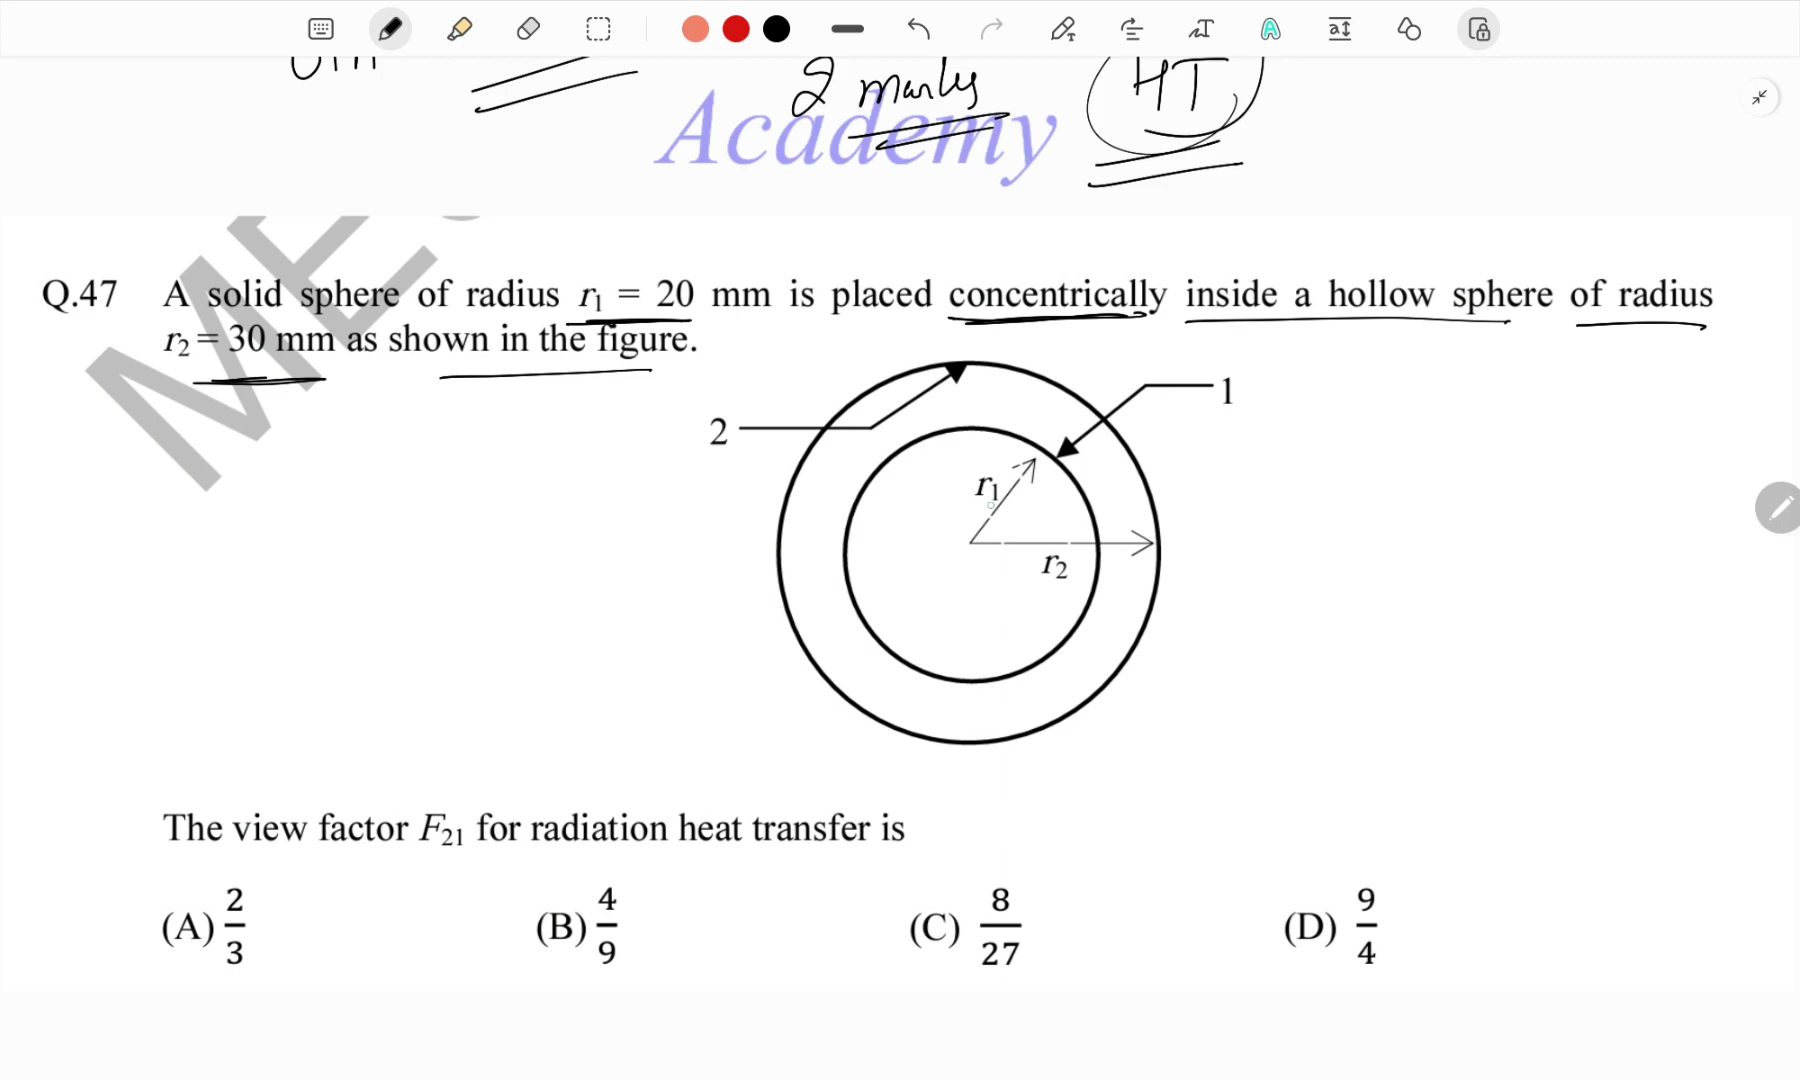 2 marks
HT
Academy
Q.47 A solid sphere of radius r₁ = 20 mm is placed concentrically inside a hollow sphere of radius
r₂ = 30 mm as shown in the figure.
1
2
r₁
r₂
The view factor F₂₁ for radiation heat transfer is
(A) 2/3 (B) 4/9 (C) 8/27 (D) 9/4